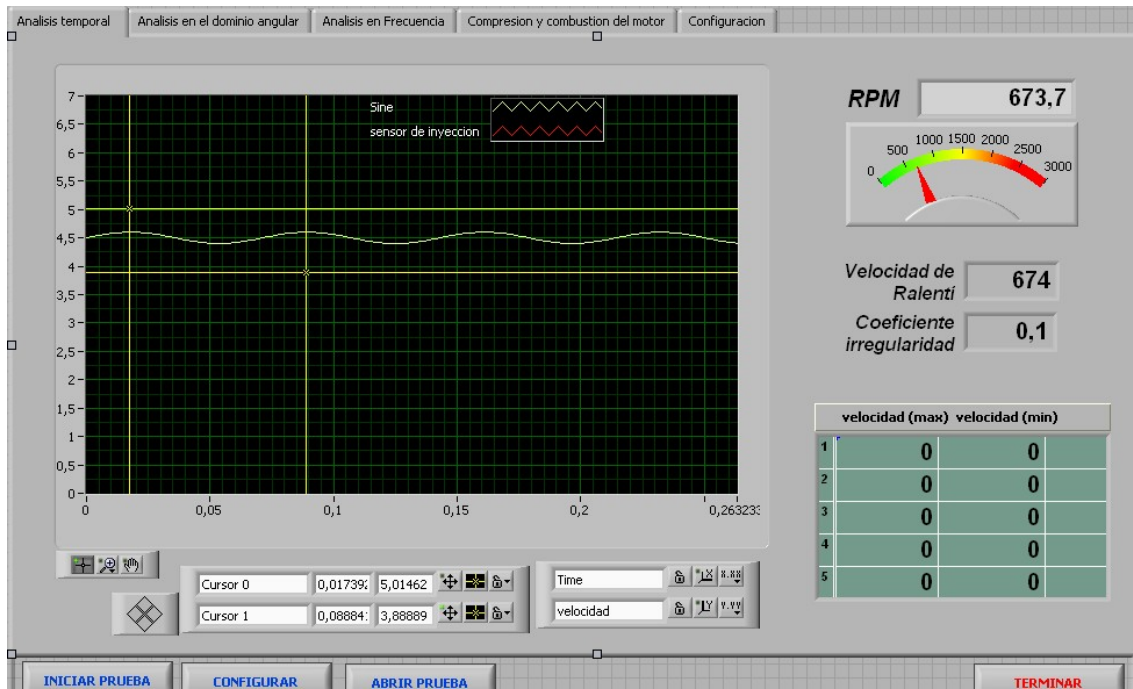 Analisis temporal
Analisis en el dominio angular
Analisis en Frecuencia
Compresion y combustion del motor
Configuracion
Sine
sensor de inyeccion
7
6,5
6
5,5
5
4,5
4
3,5
3
2,5
2
1,5
1
0,5
0
0 0,05 0,1 0,15 0,2 0,263233
RPM 673,7
0 500 1000 1500 2000 2500 3000
Velocidad de
Ralentí
674
Coeficiente
irregularidad
0,1
velocidad (max) velocidad (min)
1 0 0
2 0 0
3 0 0
4 0 0
5 0 0
Cursor 0 0,01739 5,01462
Cursor 1 0,08884 3,88889
Time X.XX
velocidad Y.YY
INICIAR PRUEBA CONFIGURAR ABRIR PRUEBA TERMINAR